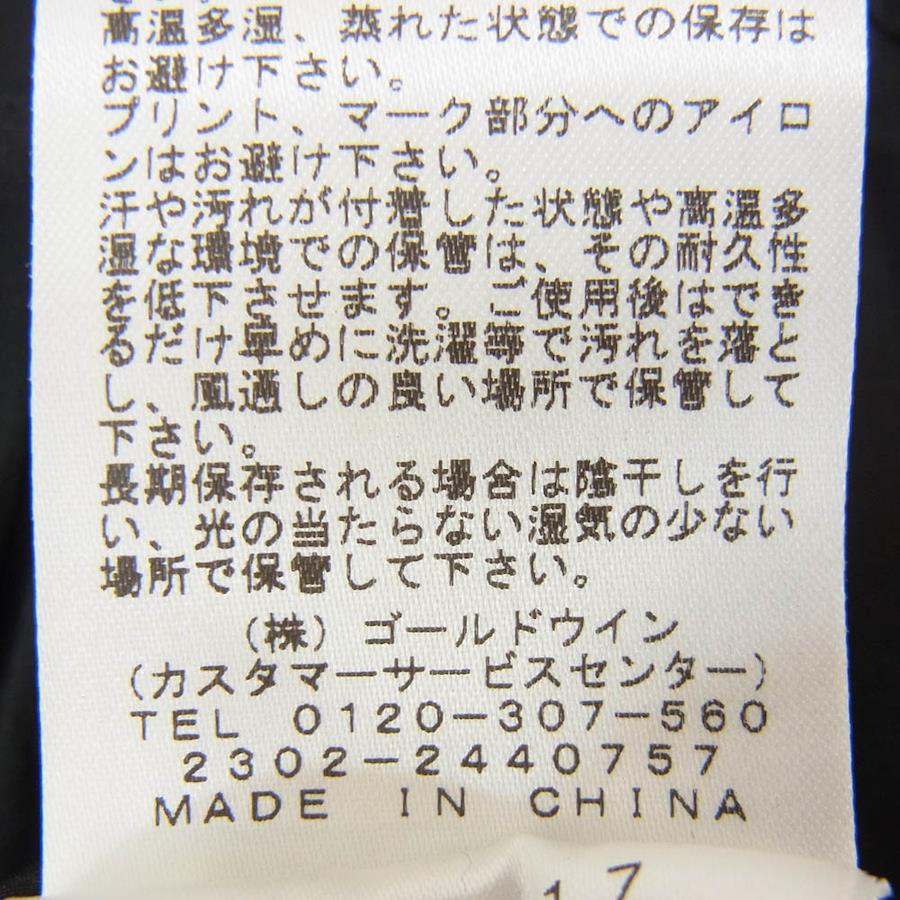 高温多湿、蒸れた状態での保存は
お避け下さい。
プリント、マーク部分へのアイロ
ンはお避け下さい。
汗や汚れが付着した状態や高温多
湿な環境での保管は、その耐久性
を低下させます。ご使用後はでき
るだけ早めに洗濯等で汚れを落と
し、風通しの良い場所で保管して
下さい。
長期保存される場合は陰干しを行
い、光の当たらない湿気の少ない
場所で保管して下さい。
(株) ゴールドウイン
(カスタマーサービスセンター)
TEL 0120-307-560
2302-2440757
MADE IN CHINA
17